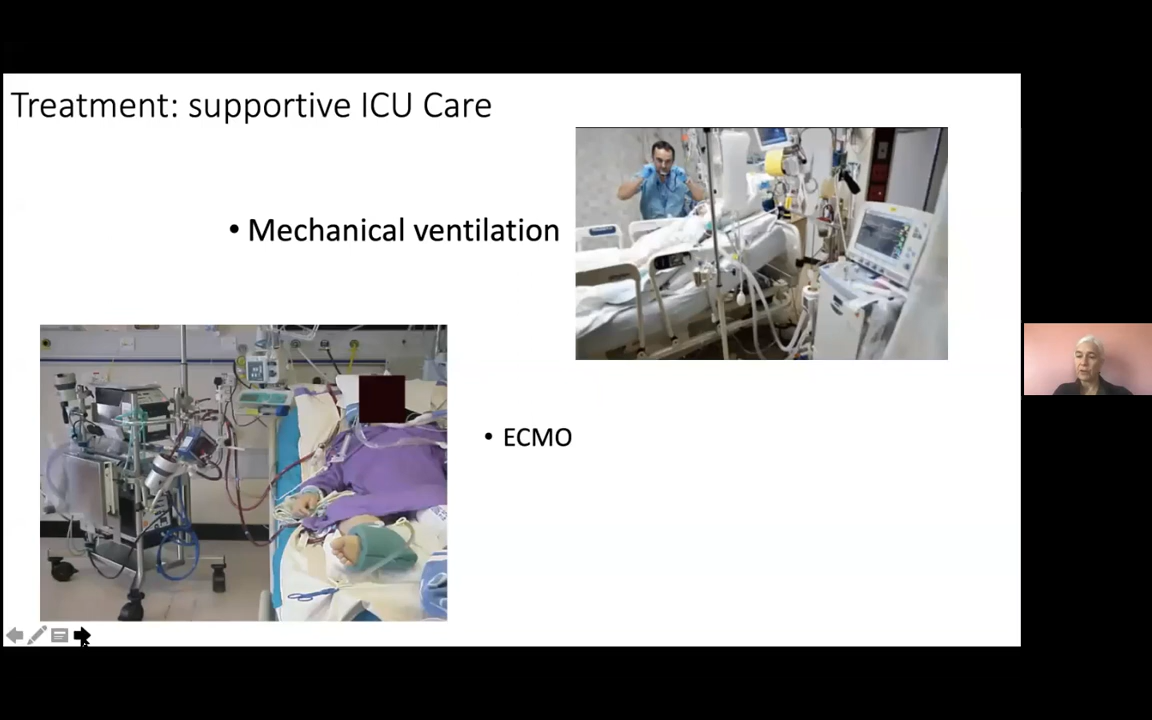 Treatment: supportive ICU Care
• Mechanical ventilation
• ECMO